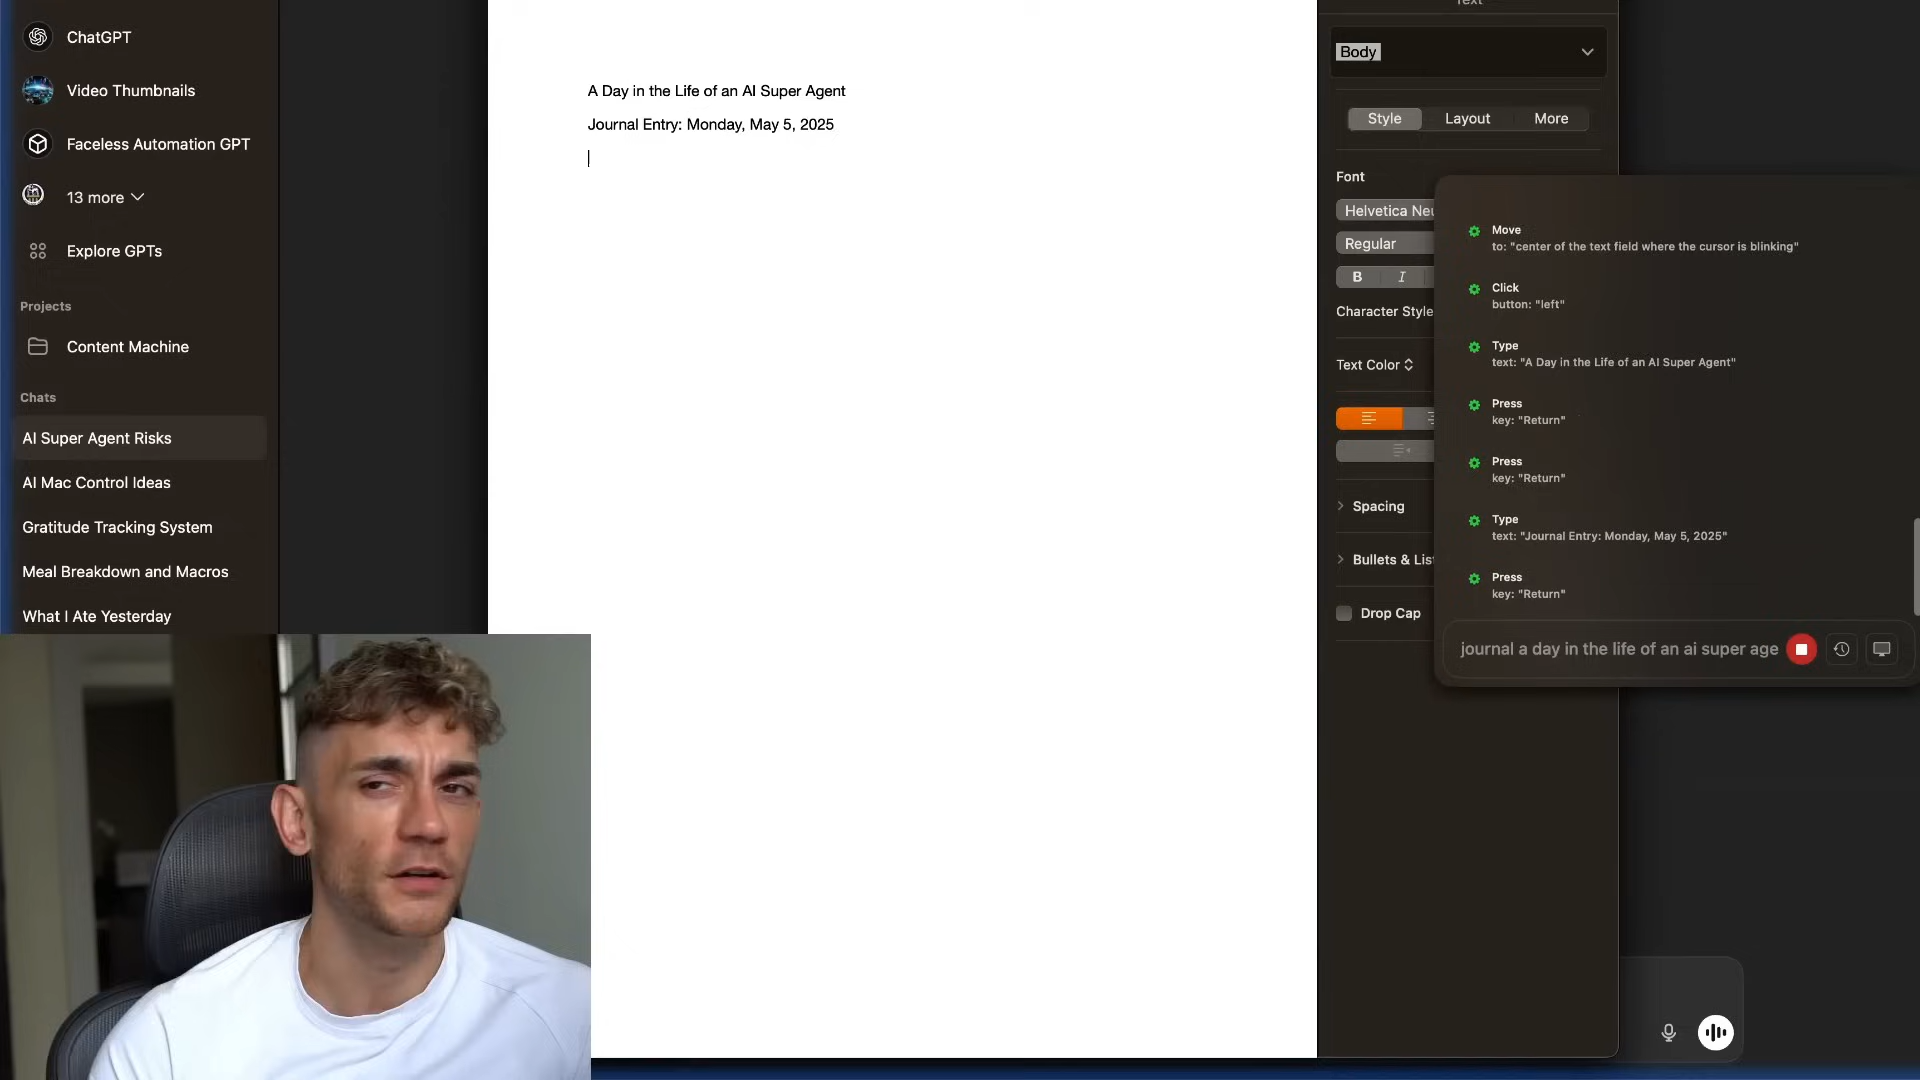 ChatGPT
Video Thumbnails
Faceless Automation GPT
13 more
Explore GPTs
Projects
Content Machine
Chats
AI Super Agent Risks
AI Mac Control Ideas
Gratitude Tracking System
Meal Breakdown and Macros
What I Ate Yesterday
A Day in the Life of an AI Super Agent
Journal Entry: Monday, May 5, 2025
Text
Body
Style Layout More
Font
Helvetica Neu
Regular
B I
Character Style
Text Color
Spacing
Bullets & List
Drop Cap
Move
to: "center of the text field where the cursor is blinking"
Click
button: "left"
Type
text: "A Day in the Life of an AI Super Agent"
Press
key: "Return"
Press
key: "Return"
Type
text: "Journal Entry: Monday, May 5, 2025"
Press
key: "Return"
journal a day in the life of an ai super age